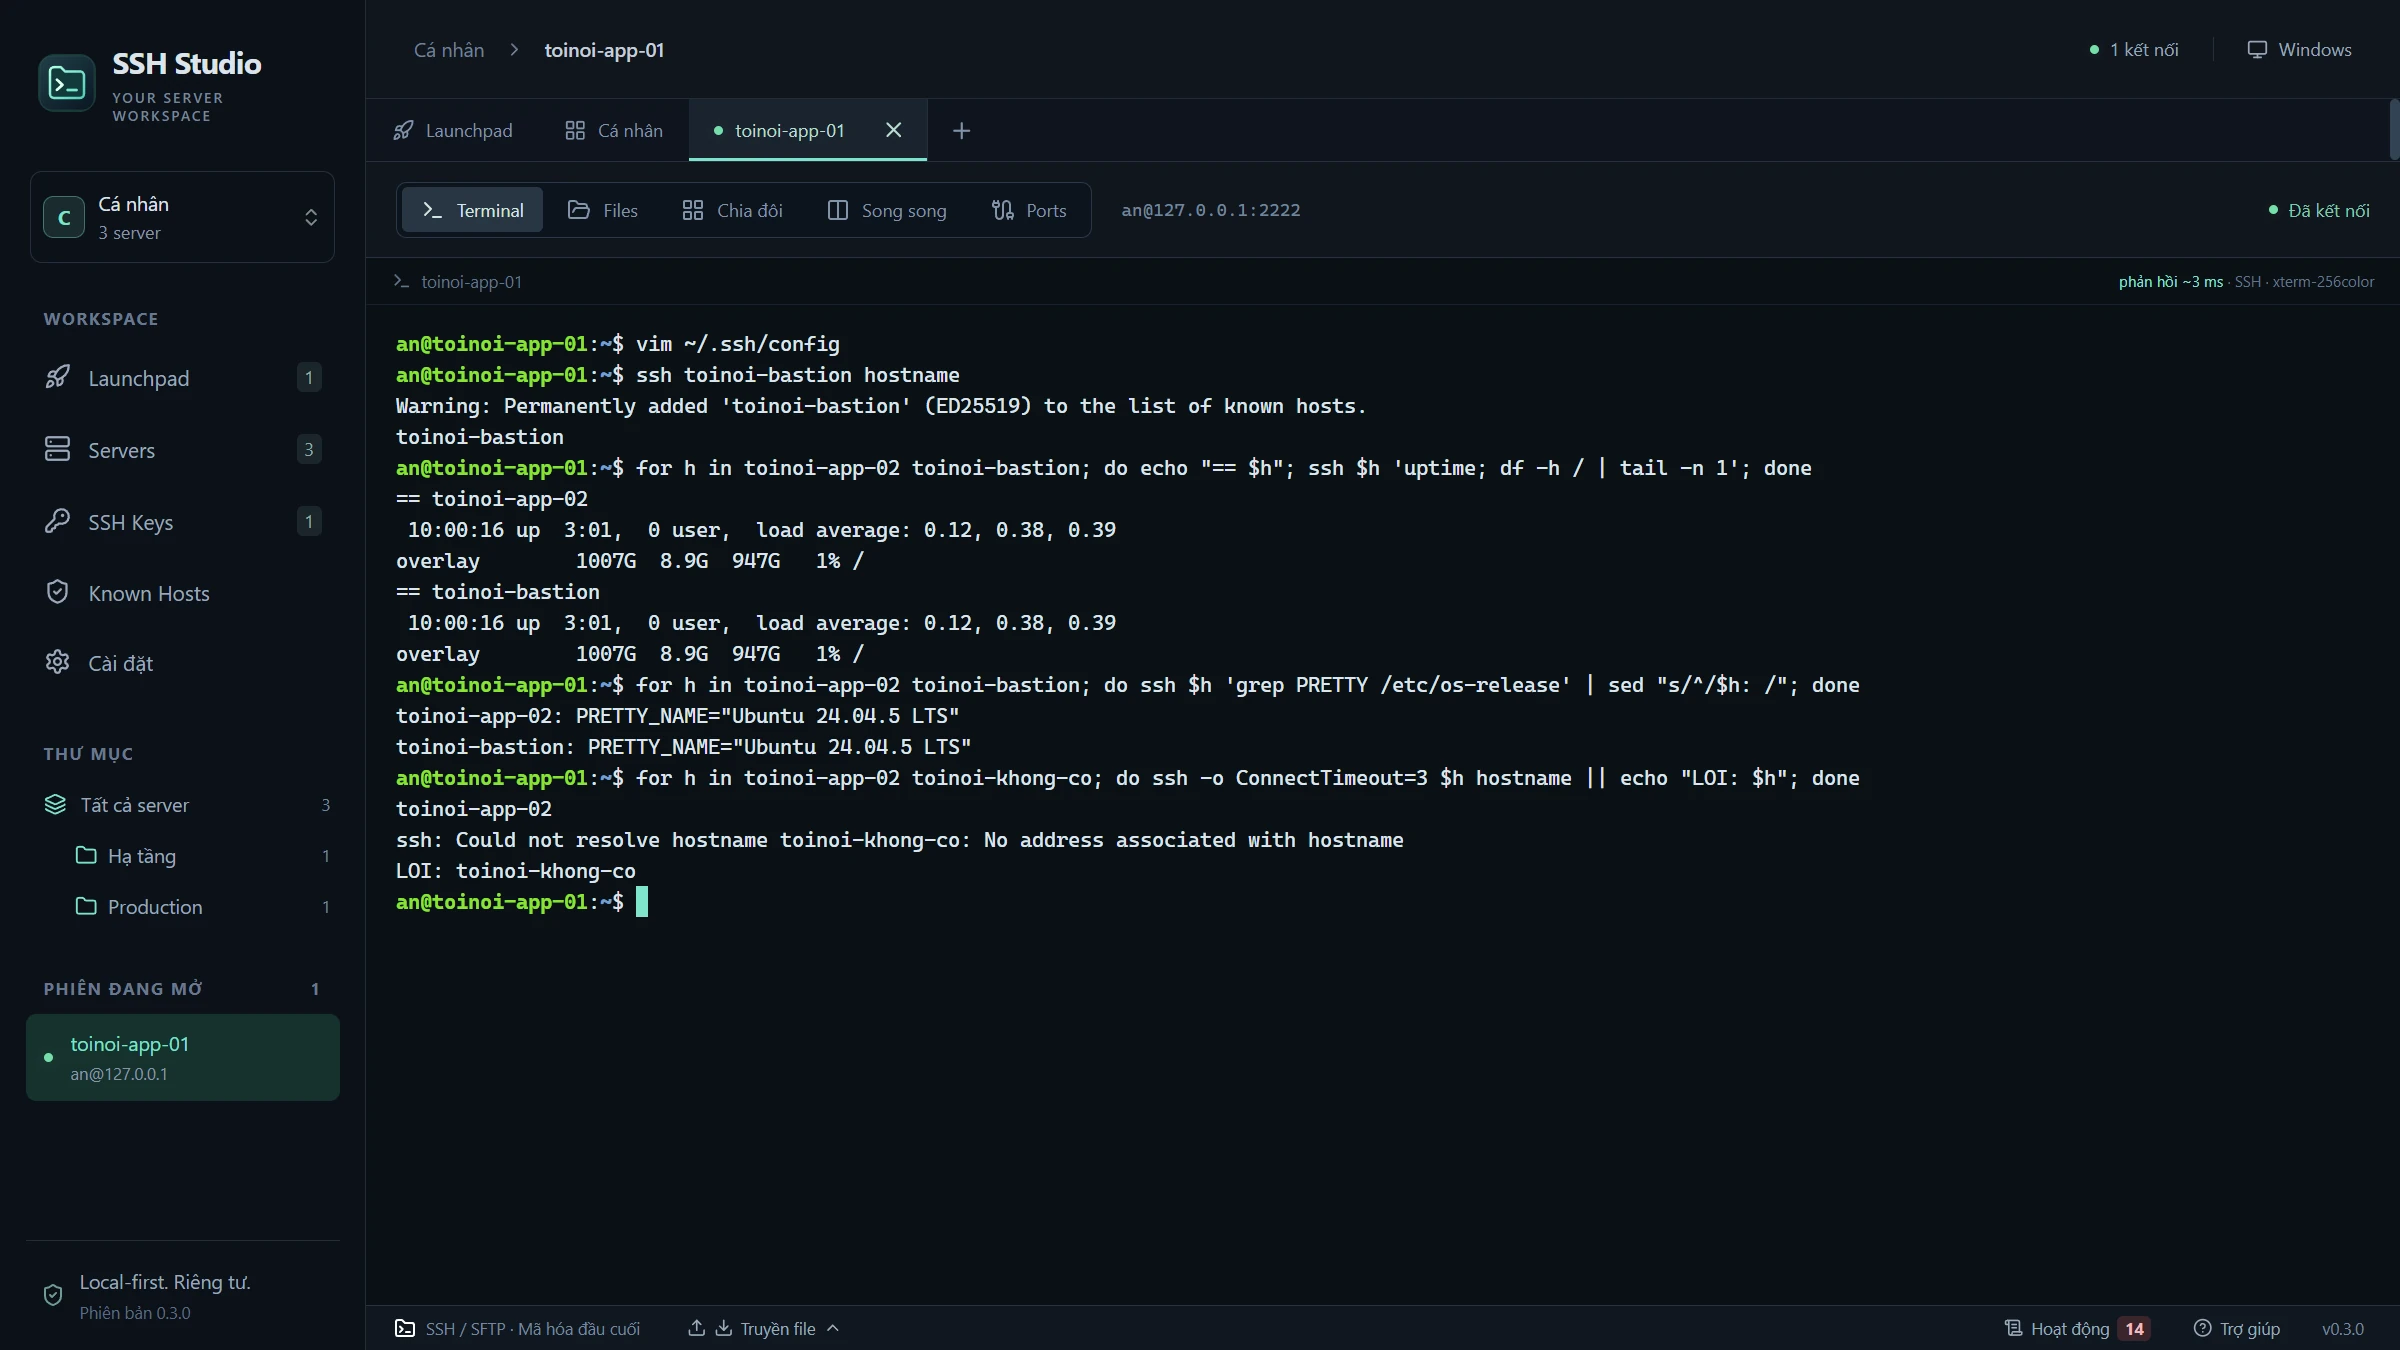 SSH Studio
YOUR SERVER
WORKSPACE
C
Cá nhân
3 server
WORKSPACE
Launchpad 1
Servers 3
SSH Keys 1
Known Hosts
Cài đặt
THƯ MỤC
Tất cả server 3
Hạ tầng 1
Production 1
PHIÊN ĐANG MỞ 1
toinoi-app-01
an@127.0.0.1
Local-first. Riêng tư.
Phiên bản 0.3.0
Cá nhân > toinoi-app-01
1 kết nối
Windows
Launchpad
Cá nhân
toinoi-app-01
Terminal
Files
Chia đôi
Song song
Ports
an@127.0.0.1:2222
Đã kết nối
toinoi-app-01
phản hồi ~3 ms · SSH · xterm-256color
an@toinoi-app-01:~$ vim ~/.ssh/config
an@toinoi-app-01:~$ ssh toinoi-bastion hostname
Warning: Permanently added 'toinoi-bastion' (ED25519) to the list of known hosts.
toinoi-bastion
an@toinoi-app-01:~$ for h in toinoi-app-02 toinoi-bastion; do echo "== $h"; ssh $h 'uptime; df -h / | tail -n 1'; done
== toinoi-app-02
 10:00:16 up  3:01,  0 user,  load average: 0.12, 0.38, 0.39
overlay        1007G  8.9G  947G   1% /
== toinoi-bastion
 10:00:16 up  3:01,  0 user,  load average: 0.12, 0.38, 0.39
overlay        1007G  8.9G  947G   1% /
an@toinoi-app-01:~$ for h in toinoi-app-02 toinoi-bastion; do ssh $h 'grep PRETTY /etc/os-release' | sed "s/^/$h: /"; done
toinoi-app-02: PRETTY_NAME="Ubuntu 24.04.5 LTS"
toinoi-bastion: PRETTY_NAME="Ubuntu 24.04.5 LTS"
an@toinoi-app-01:~$ for h in toinoi-app-02 toinoi-khong-co; do ssh -o ConnectTimeout=3 $h hostname || echo "LOI: $h"; done
toinoi-app-02
ssh: Could not resolve hostname toinoi-khong-co: No address associated with hostname
LOI: toinoi-khong-co
an@toinoi-app-01:~$
SSH / SFTP · Mã hóa đầu cuối
Truyền file
Hoạt động 14
Trợ giúp
v0.3.0